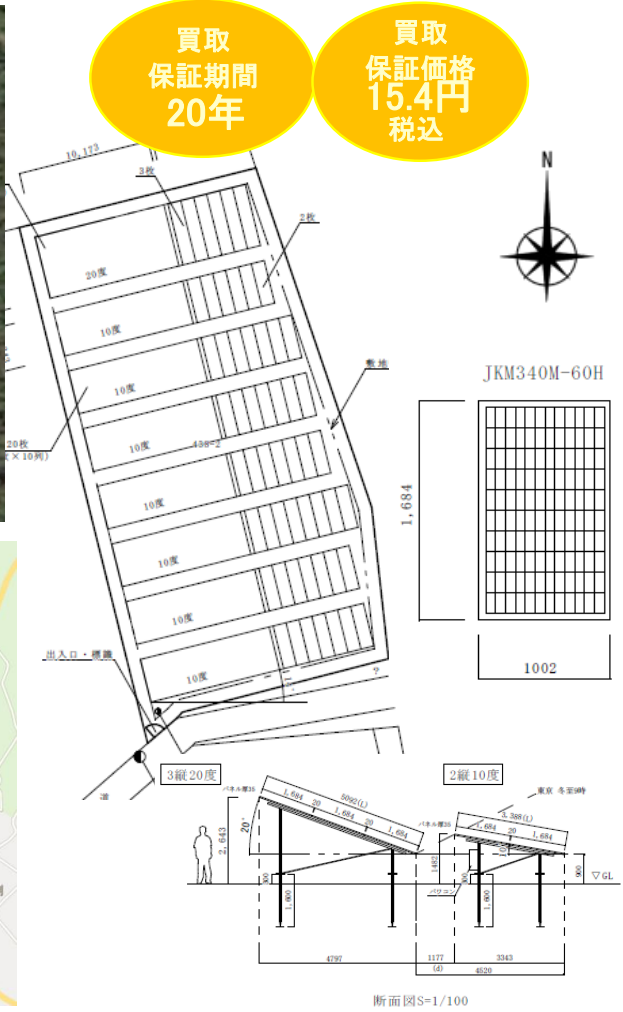 買取
保証期間
20年
買取
保証価格
15.4円
税込
10,173
3枚
2枚
N
20度
10度
10度
敷地
10度
438-2
20枚
×10列)
10度
10度
10度
10度
出入口・標識
?
道
JKM340M-60H
1,684
1002
3縦20度
2縦10度
パネル厚35
5092(L)
1,684
20
1,684
20
1,684
20°
2,643
1,600
パネル厚35
3,388(L)
1,684
20
1,684
東京 冬至9時
1482
パワコン
1,600
900
▽GL
4797
1177
(d)
3343
4520
断面図S=1/100